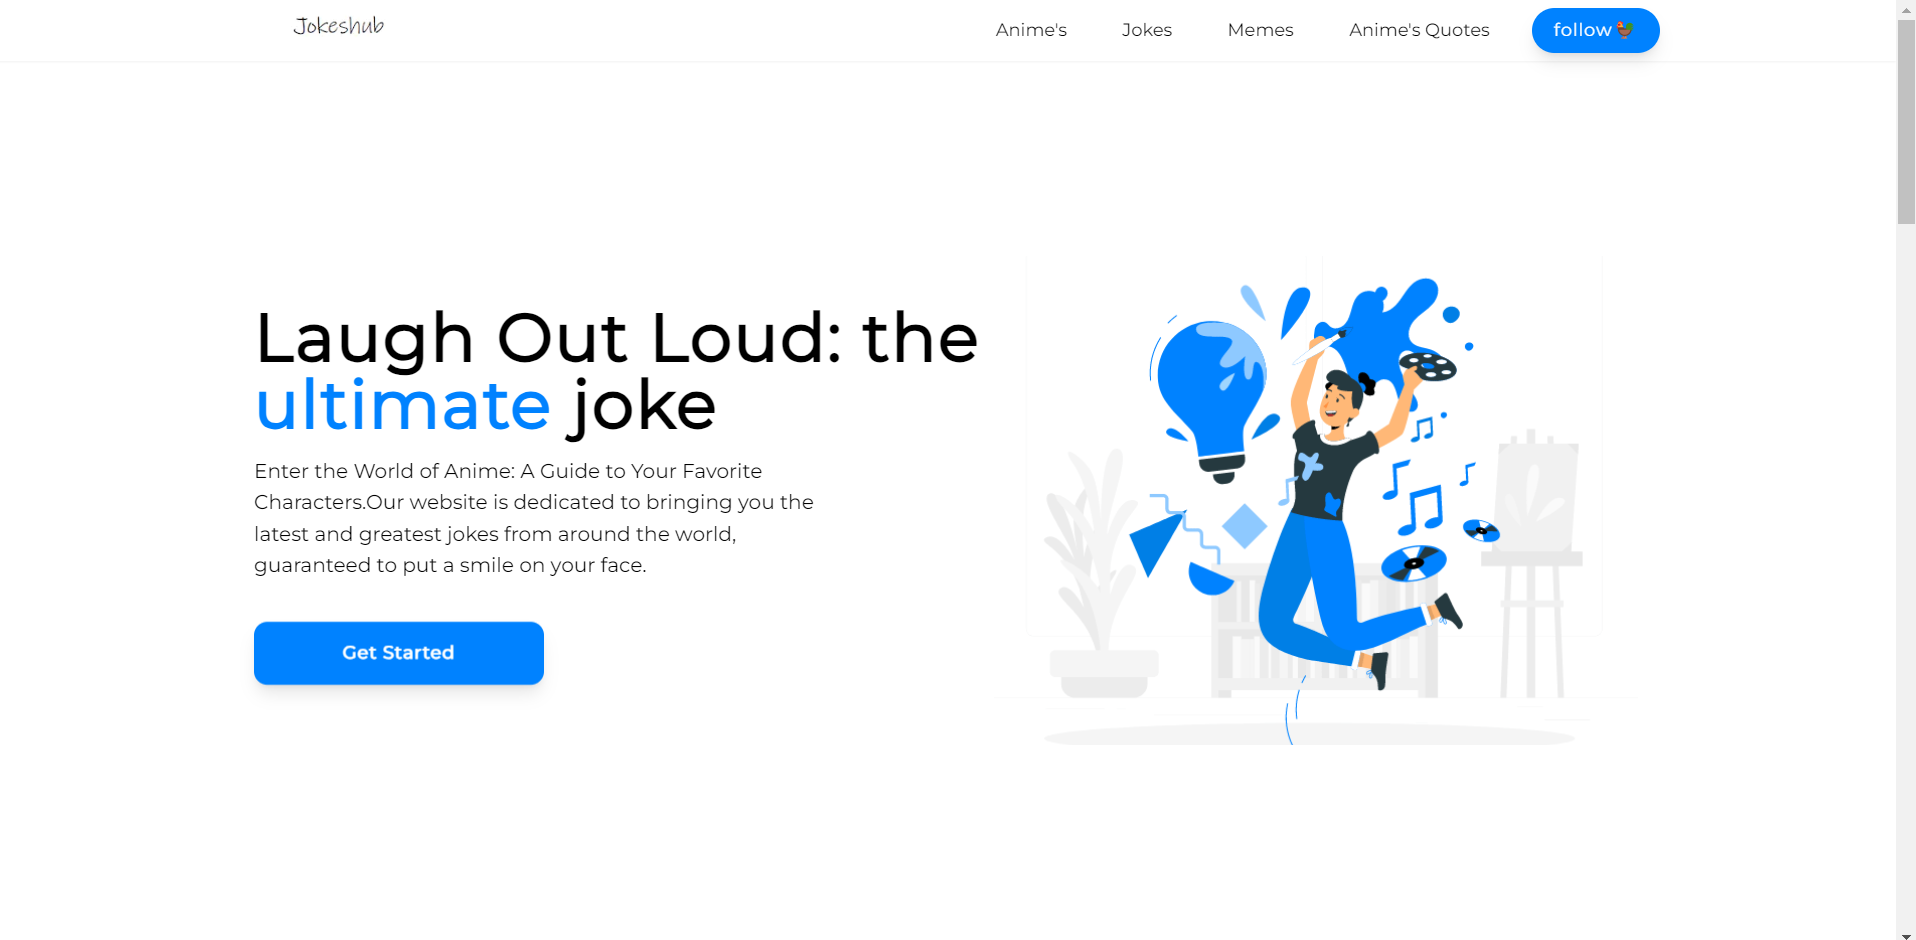 Jokeshub
Anime's
Jokes
Memes
Anime's Quotes
follow🐓
Laugh Out Loud: the
ultimate joke
Enter the World of Anime: A Guide to Your Favorite
Characters.Our website is dedicated to bringing you the
latest and greatest jokes from around the world,
guaranteed to put a smile on your face.
Get Started